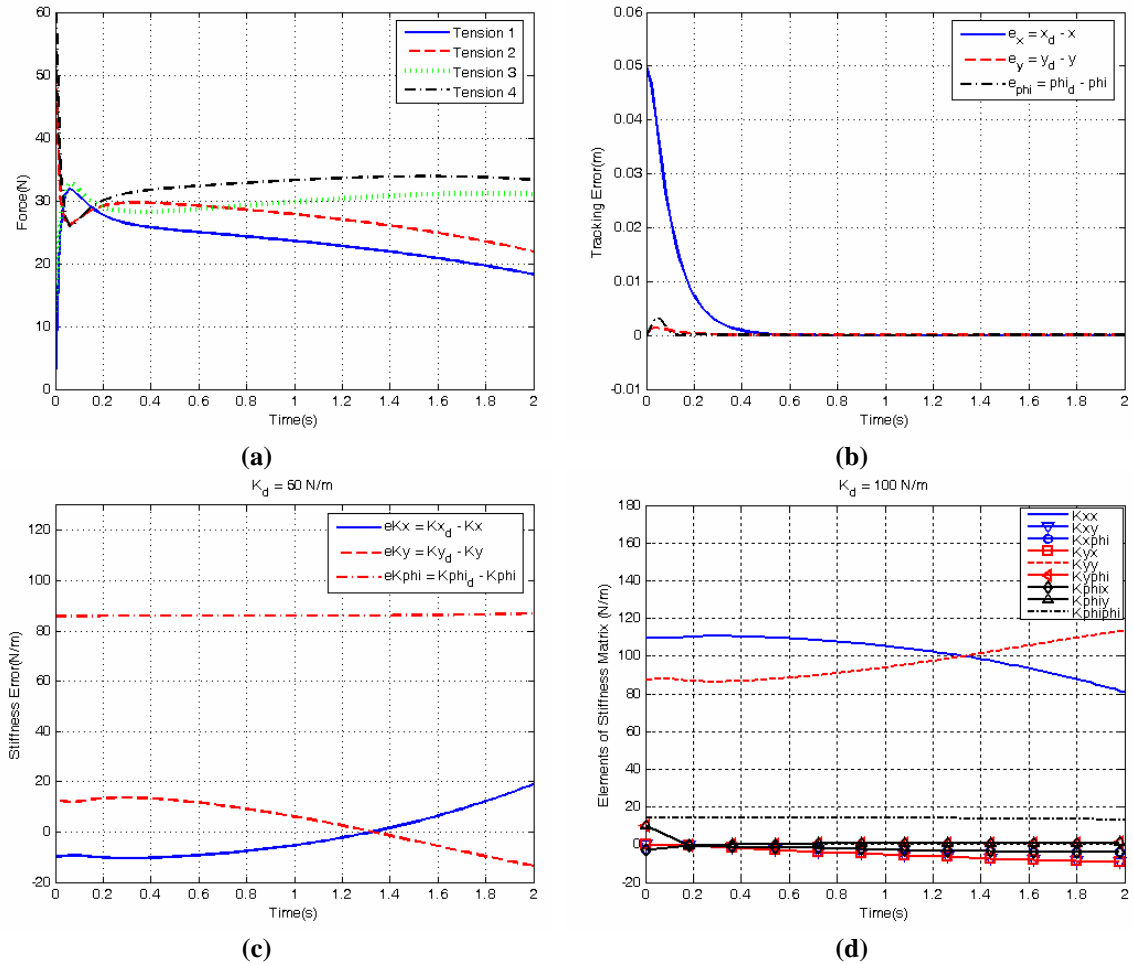 60
50
40
30
20
10
0
Force(N)
0 0.2 0.4 0.6 0.8 1 1.2 1.4 1.6 1.8 2
Time(s)
Tension 1
Tension 2
Tension 3
Tension 4
(a)
0.06
0.05
0.04
0.03
0.02
0.01
0
-0.01
Tracking Error(m)
0 0.2 0.4 0.6 0.8 1 1.2 1.4 1.6 1.8 2
Time(s)
e_x = x_d - x
e_y = y_d - y
e_phi = phi_d - phi
(b)
K_d = 50 N/m
120
100
80
60
40
20
0
-20
Stiffness Error(N/m)
0 0.2 0.4 0.6 0.8 1 1.2 1.4 1.6 1.8 2
Time(s)
eKx = Kx_d - Kx
eKy = Ky_d - Ky
eKphi = Kphi_d - Kphi
(c)
K_d = 100 N/m
180
160
140
120
100
80
60
40
20
0
-20
Elements of Stiffness Matrix (N/m)
0 0.2 0.4 0.6 0.8 1 1.2 1.4 1.6 1.8 2
Time(s)
Kxx
Kxy
Kxphi
Kyx
Kyy
Kyphi
Kphix
Kphiy
Kphiphi
(d)